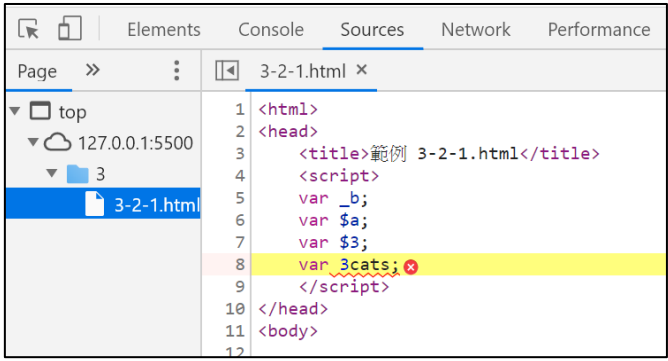 Elements Console Sources Network Performance
Page »
3-2-1.html ×
top
127.0.0.1:5500
3
3-2-1.html
1 <html>
2 <head>
3 <title>範例 3-2-1.html</title>
4 <script>
5 var _b;
6 var $a;
7 var $3;
8 var 3cats;
9 </script>
10 </head>
11 <body>
12